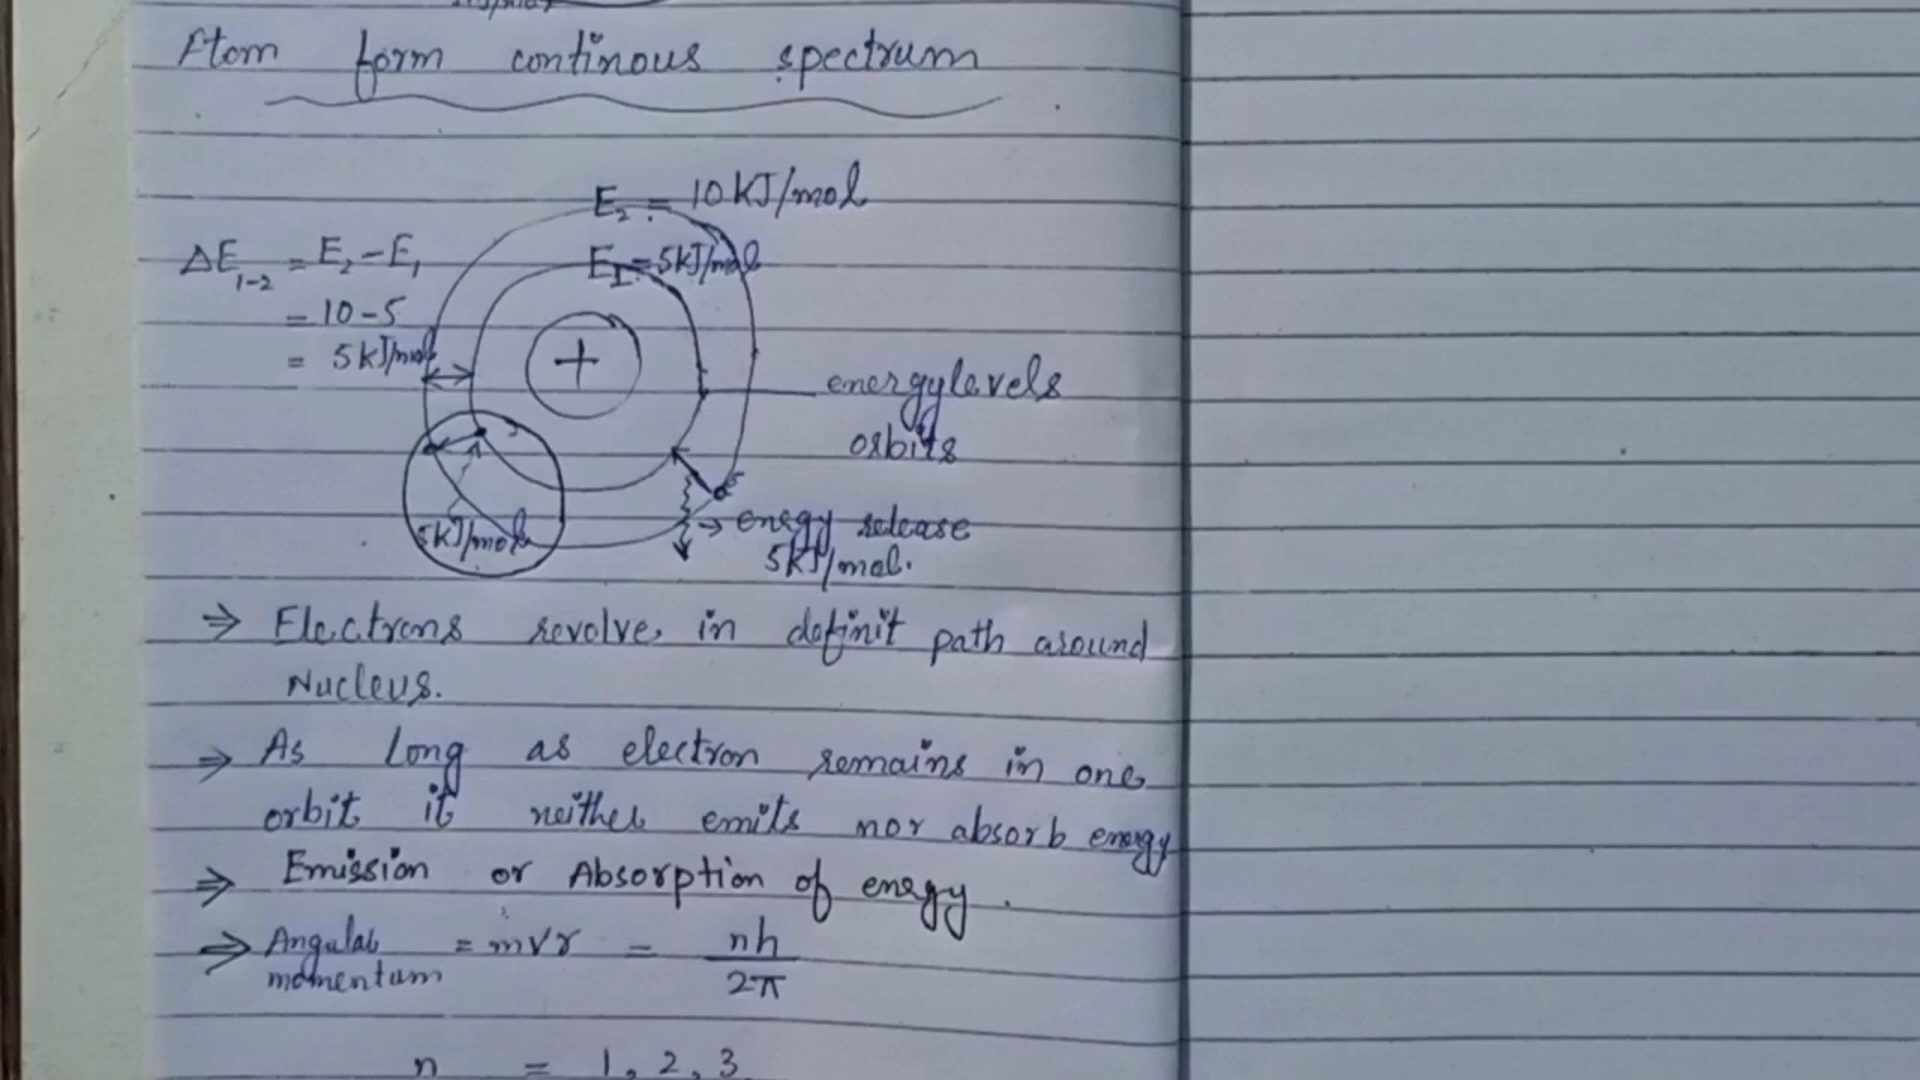 Atom form continous spectrum
E₂ = 10 kJ/mol
E₁ = 5kJ/mol
ΔE₁₋₂ = E₂ - E₁
= 10 - 5
= 5 kJ/mol
+
energy levels
orbits
5kJ/mol
→ enegy release
5kJ/mol.
⇒ Electrons revolve in definit path around
Nucleus.
⇒ As long as electron remains in one
orbit it neither emits nor absorb energy
⇒ Emission or Absorption of enegy.
⇒ Angular momentum = mvr = nh/2π
n = 1, 2, 3